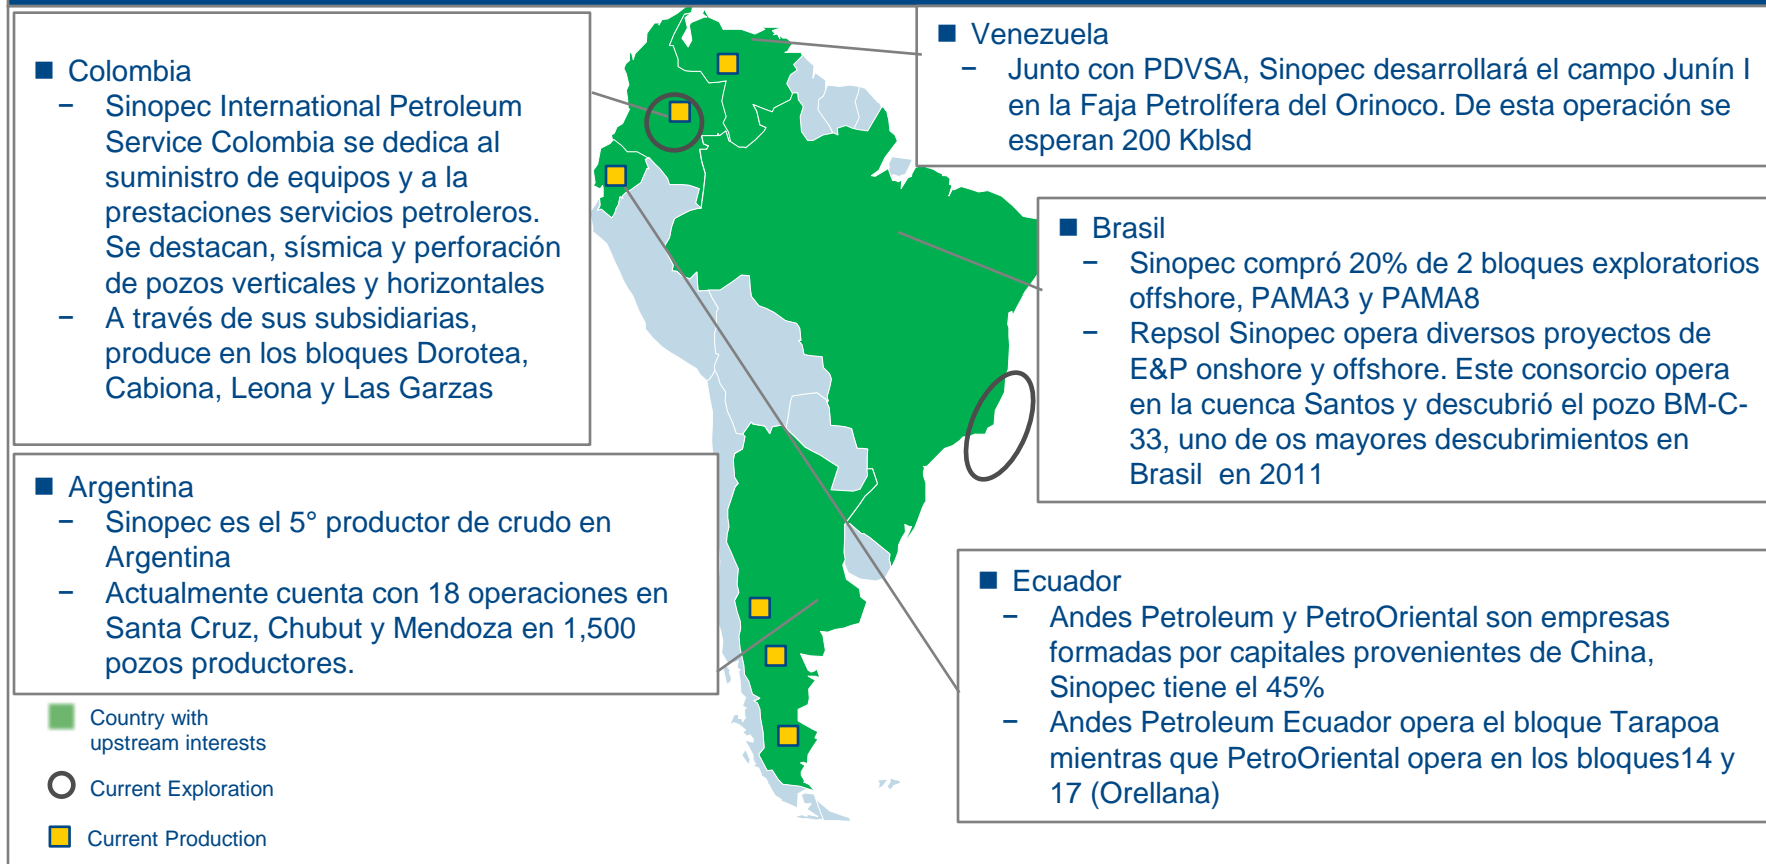 ■ Colombia
− Sinopec International Petroleum
Service Colombia se dedica al
suministro de equipos y a la
prestaciones servicios petroleros.
Se destacan, sísmica y perforación
de pozos verticales y horizontales
− A través de sus subsidiarias,
produce en los bloques Dorotea,
Cabiona, Leona y Las Garzas
■ Venezuela
− Junto con PDVSA, Sinopec desarrollará el campo Junín I
en la Faja Petrolífera del Orinoco. De esta operación se
esperan 200 Kblsd
■ Brasil
− Sinopec compró 20% de 2 bloques exploratorios
offshore, PAMA3 y PAMA8
− Repsol Sinopec opera diversos proyectos de
E&P onshore y offshore. Este consorcio opera
en la cuenca Santos y descubrió el pozo BM-C-
33, uno de os mayores descubrimientos en
Brasil  en 2011
■ Argentina
− Sinopec es el 5° productor de crudo en
Argentina
− Actualmente cuenta con 18 operaciones en
Santa Cruz, Chubut y Mendoza en 1,500
pozos productores.
■ Ecuador
− Andes Petroleum y PetroOriental son empresas
formadas por capitales provenientes de China,
Sinopec tiene el 45%
− Andes Petroleum Ecuador opera el bloque Tarapoa
mientras que PetroOriental opera en los bloques14 y
17 (Orellana)
Country with
upstream interests
Current Exploration
Current Production